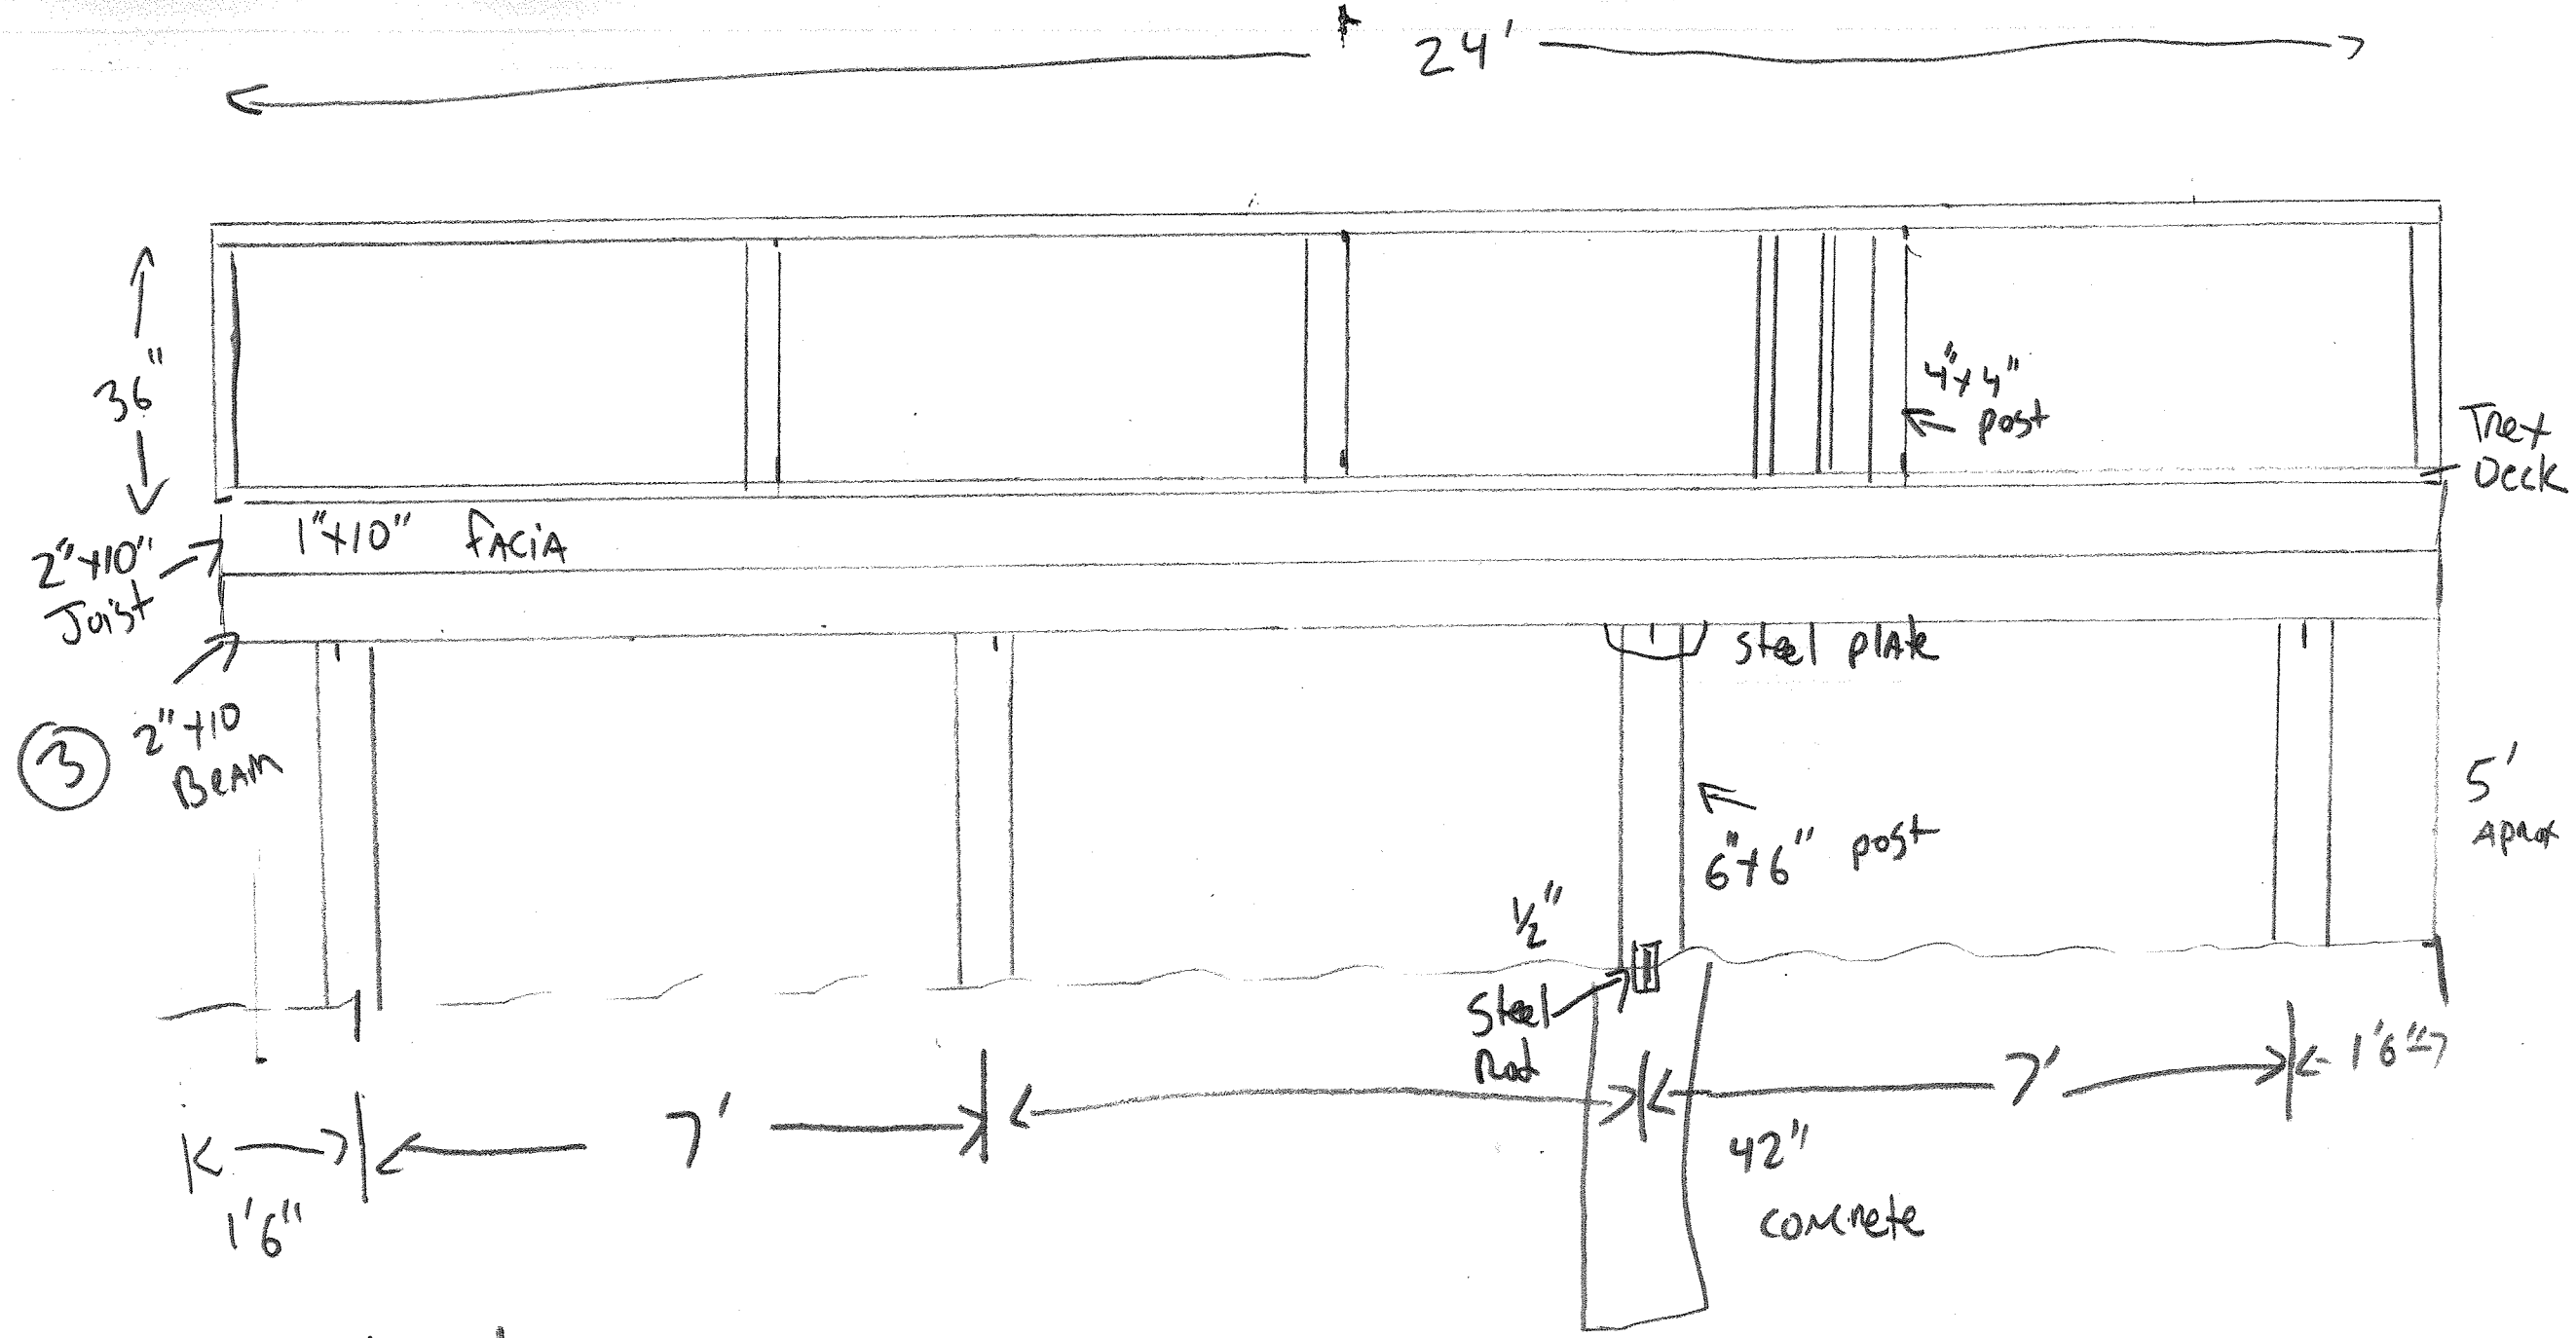 24'
36"
4"x4"
post
Trex
Deck
1"x10" facia
2"x10"
Joist
steel plate
3
2"x10
Beam
5'
Aprox
6"x6" post
1/2"
Steel
Rod
1'6"
7'
7'
1'6"
42"
concrete